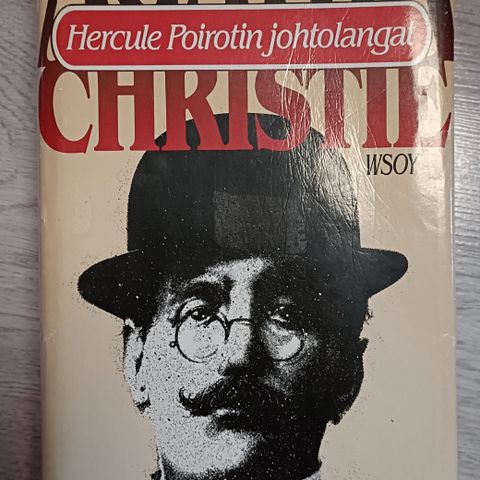 Hercule Poirotin johtolangat
CHRISTIE
WSOY